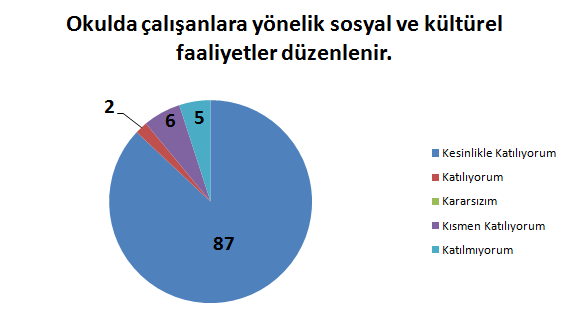 Okulda çalışanlara yönelik sosyal ve kültürel
faaliyetler düzenlenir.
2
6
5
87
Kesinlikle Katılıyorum
Katılıyorum
Kararsızım
Kısmen Katılıyorum
Katılmıyorum